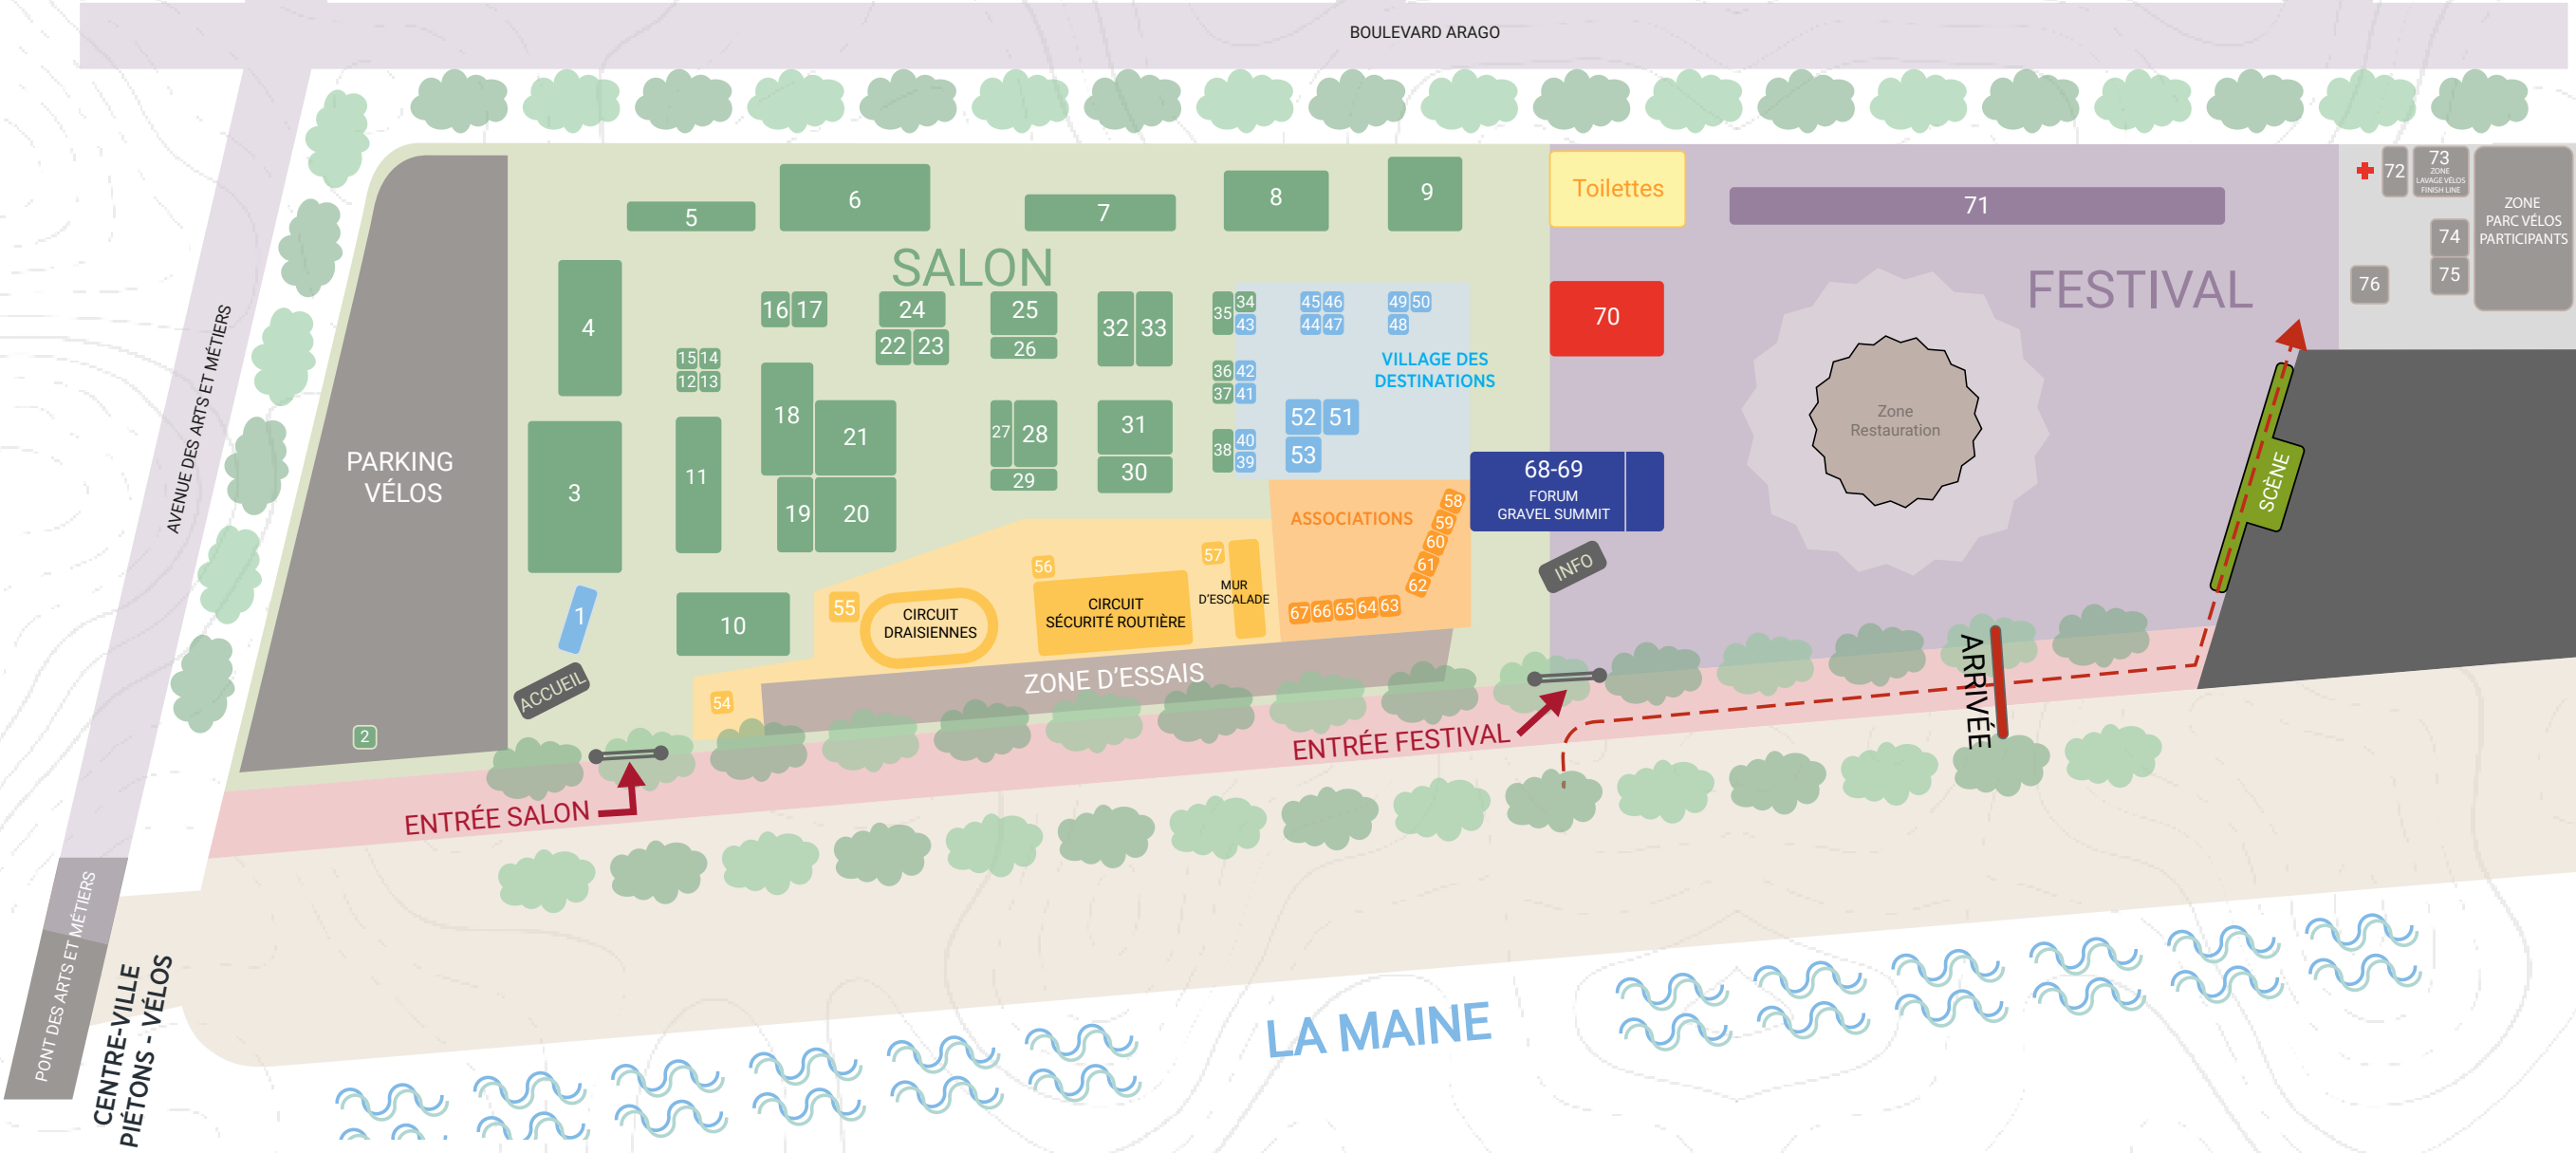 BOULEVARD ARAGO
AVENUE DES ARTS ET MÉTIERS
PONT DES ARTS ET MÉTIERS
CENTRE-VILLE
PIÉTONS - VÉLOS
PARKING
VÉLOS
2
ACCUEIL
1
ENTRÉE SALON
SALON
5
6
7
8
9
4
3
16 17
24
22 23
25
26
32 33
15 14
12 13
11
18
21
19
20
27 28
29
31
30
10
35 34
43
36 42
37 41
38 40
39
45 46
44 47
49 50
48
VILLAGE DES
DESTINATIONS
52 51
53
ASSOCIATIONS
58
59
60
61
62
67 66 65 64 63
54
55
CIRCUIT
DRAISIENNES
56
CIRCUIT
SÉCURITÉ ROUTIÈRE
57
MUR
D'ESCALADE
ZONE D'ESSAIS
ENTRÉE FESTIVAL
Toilettes
70
68-69
FORUM
GRAVEL SUMMIT
INFO
71
FESTIVAL
Zone
Restauration
SCÈNE
ARRIVÉE
72
73
ZONE
LAVAGE VÉLOS
FINISH LINE
74
75
76
ZONE
PARC VÉLOS
PARTICIPANTS
LA MAINE